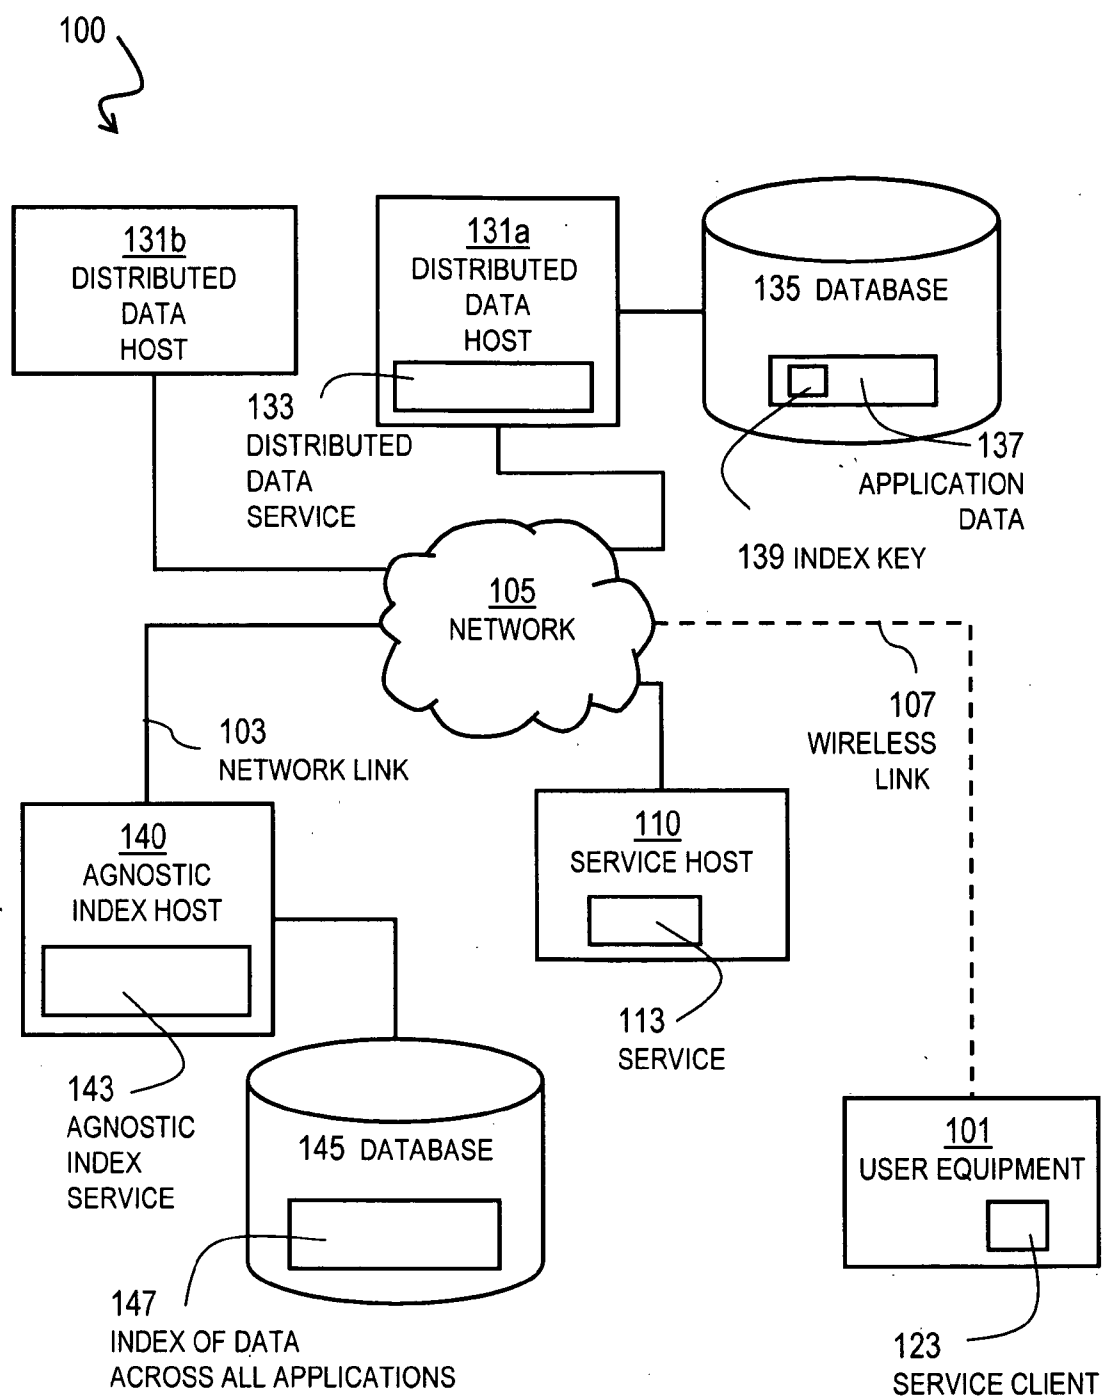 100
131b
DISTRIBUTED
DATA
HOST
131a
DISTRIBUTED
DATA
HOST
135 DATABASE
133
DISTRIBUTED
DATA
SERVICE
137
APPLICATION
DATA
139 INDEX KEY
105
NETWORK
103
NETWORK LINK
107
WIRELESS
LINK
140
AGNOSTIC
INDEX HOST
110
SERVICE HOST
113
SERVICE
143
AGNOSTIC
INDEX
SERVICE
145 DATABASE
101
USER EQUIPMENT
147
INDEX OF DATA
ACROSS ALL APPLICATIONS
123
SERVICE CLIENT